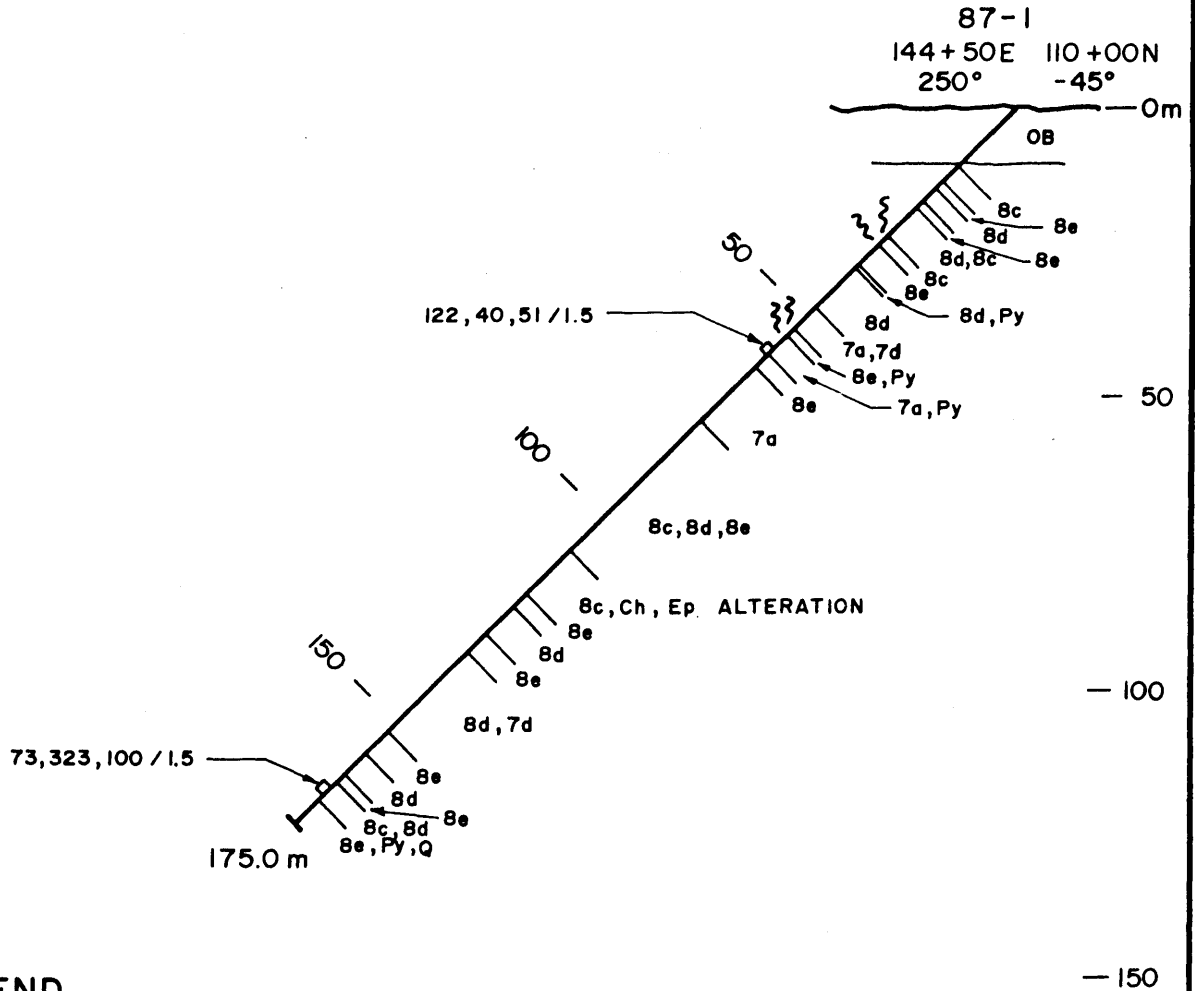 87-1
144+50E 110+00N
250° -45°
0m
OB
8c
8e
8d
8d,8c
8e
8c
50
8e
8d,Py
122,40,51/1.5
8d
7a,7d
8e,Py
50
8e
7a,Py
7a
100
8c,8d,8e
8c,Ch,Ep ALTERATION
8e
8d
150
8e
100
8d,7d
73,323,100/1.5
8e
8d
8e
8c,8d
8e,Py,Q
175.0 m
150
END